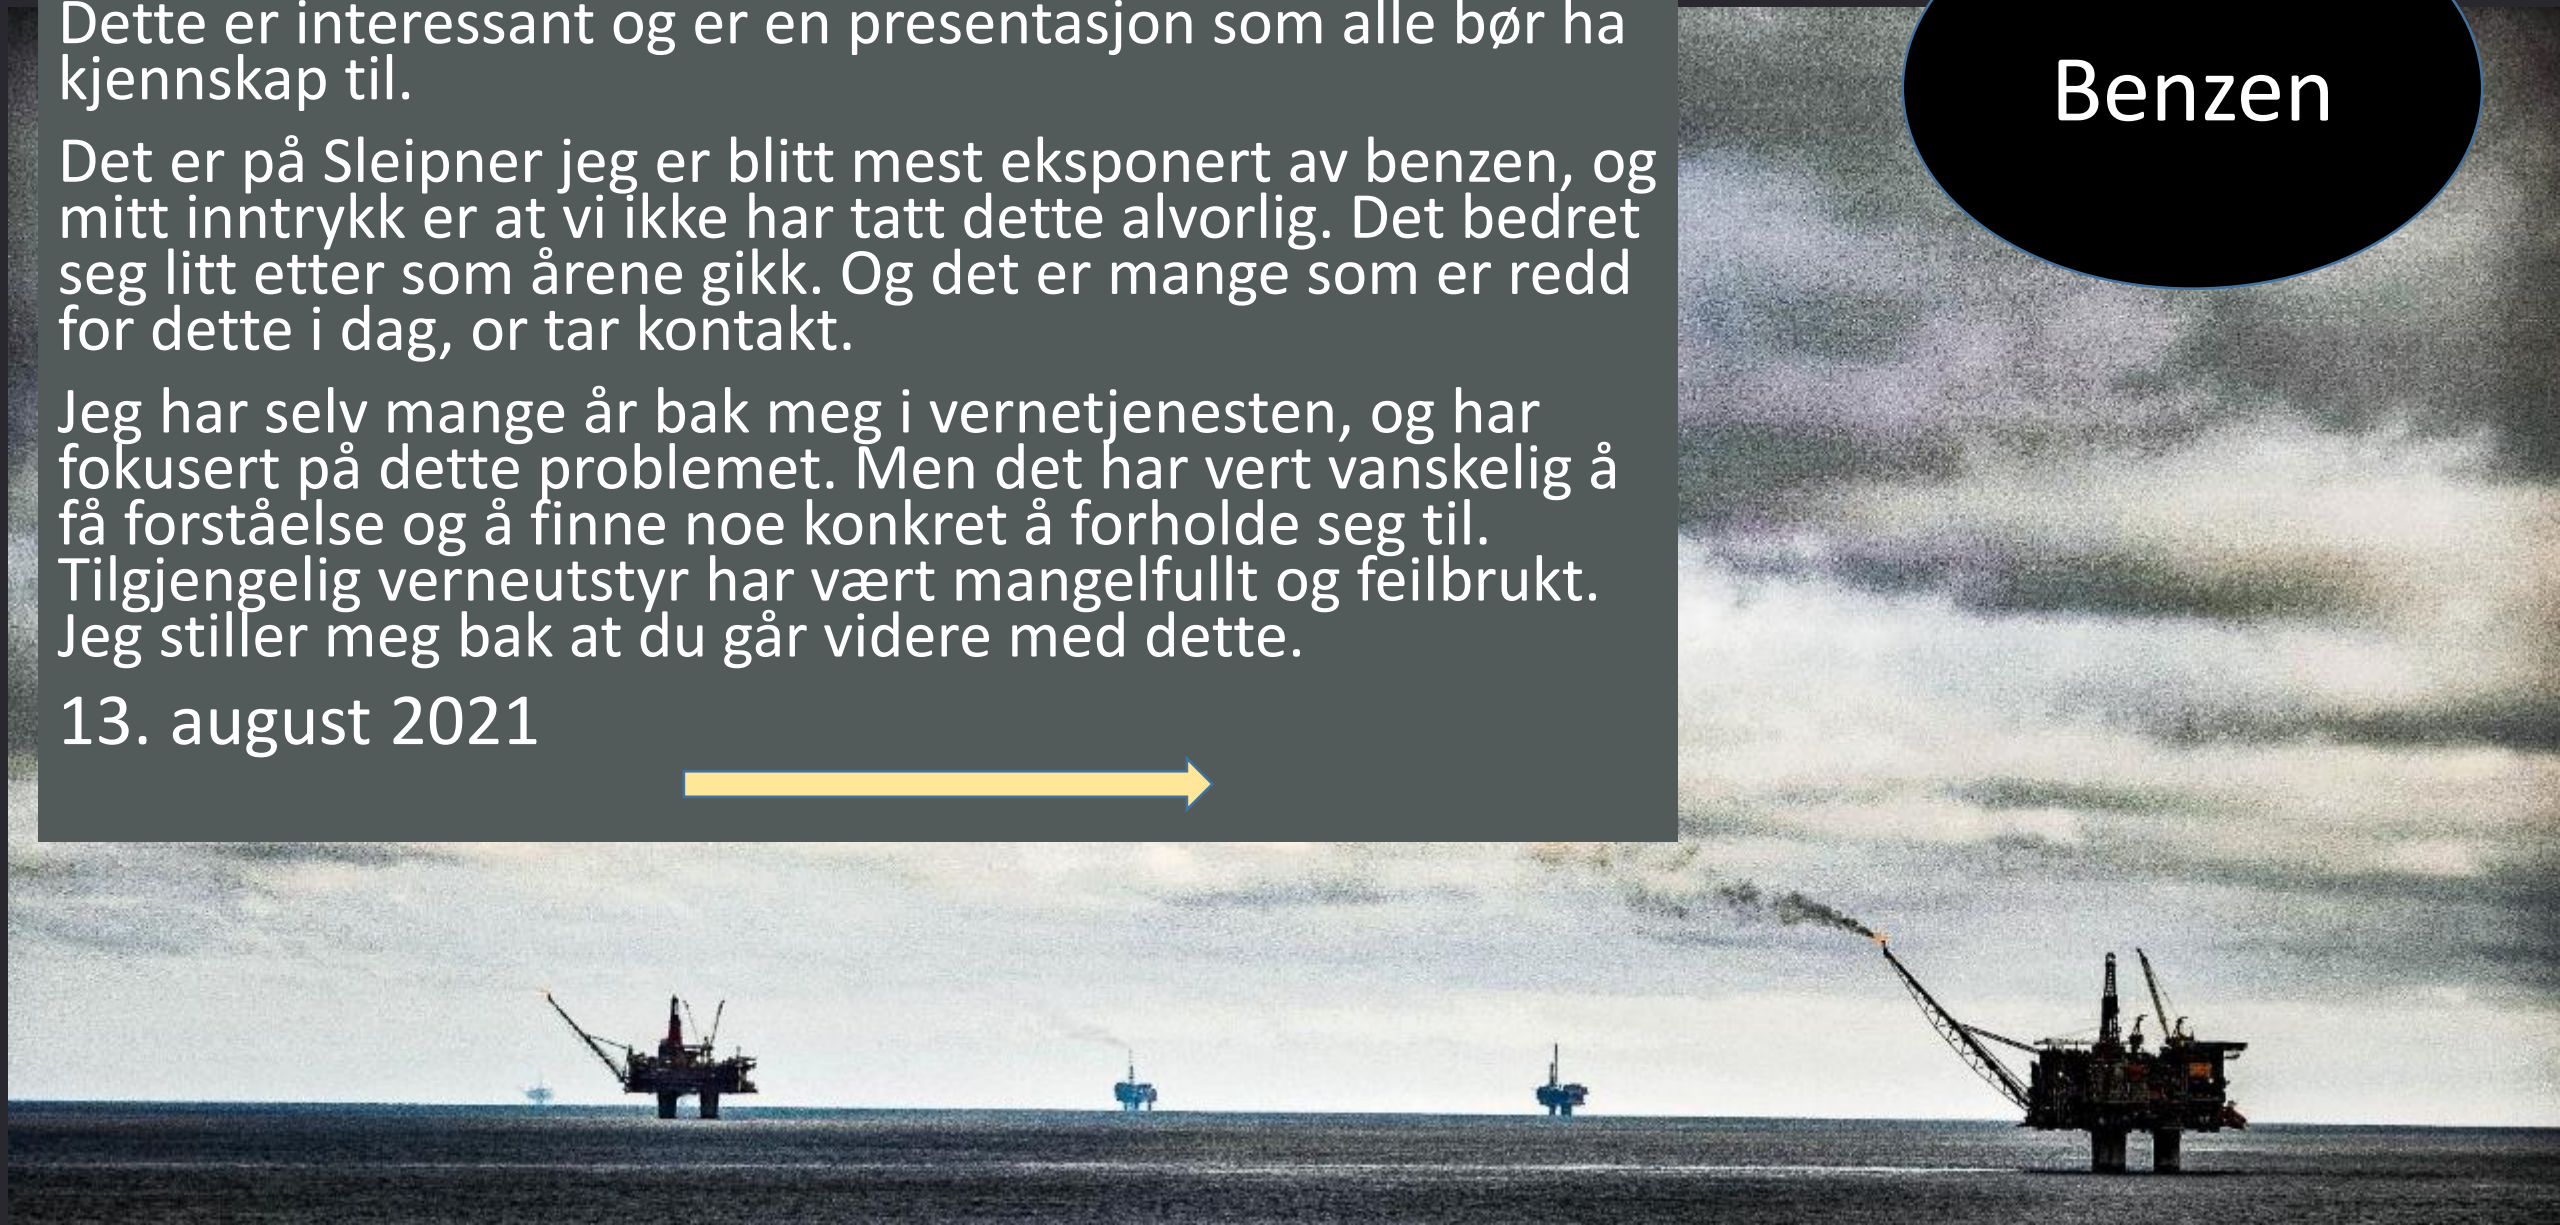 Dette er interessant og er en presentasjon som alle bør ha
kjennskap til.
Det er på Sleipner jeg er blitt mest eksponert av benzen, og
mitt inntrykk er at vi ikke har tatt dette alvorlig. Det bedret
seg litt etter som årene gikk. Og det er mange som er redd
for dette i dag, or tar kontakt.
Jeg har selv mange år bak meg i vernetjenesten, og har
fokusert på dette problemet. Men det har vert vanskelig å
få forståelse og å finne noe konkret å forholde seg til.
Tilgjengelig verneutstyr har vært mangelfullt og feilbrukt.
Jeg stiller meg bak at du går videre med dette.
13. august 2021
Benzen